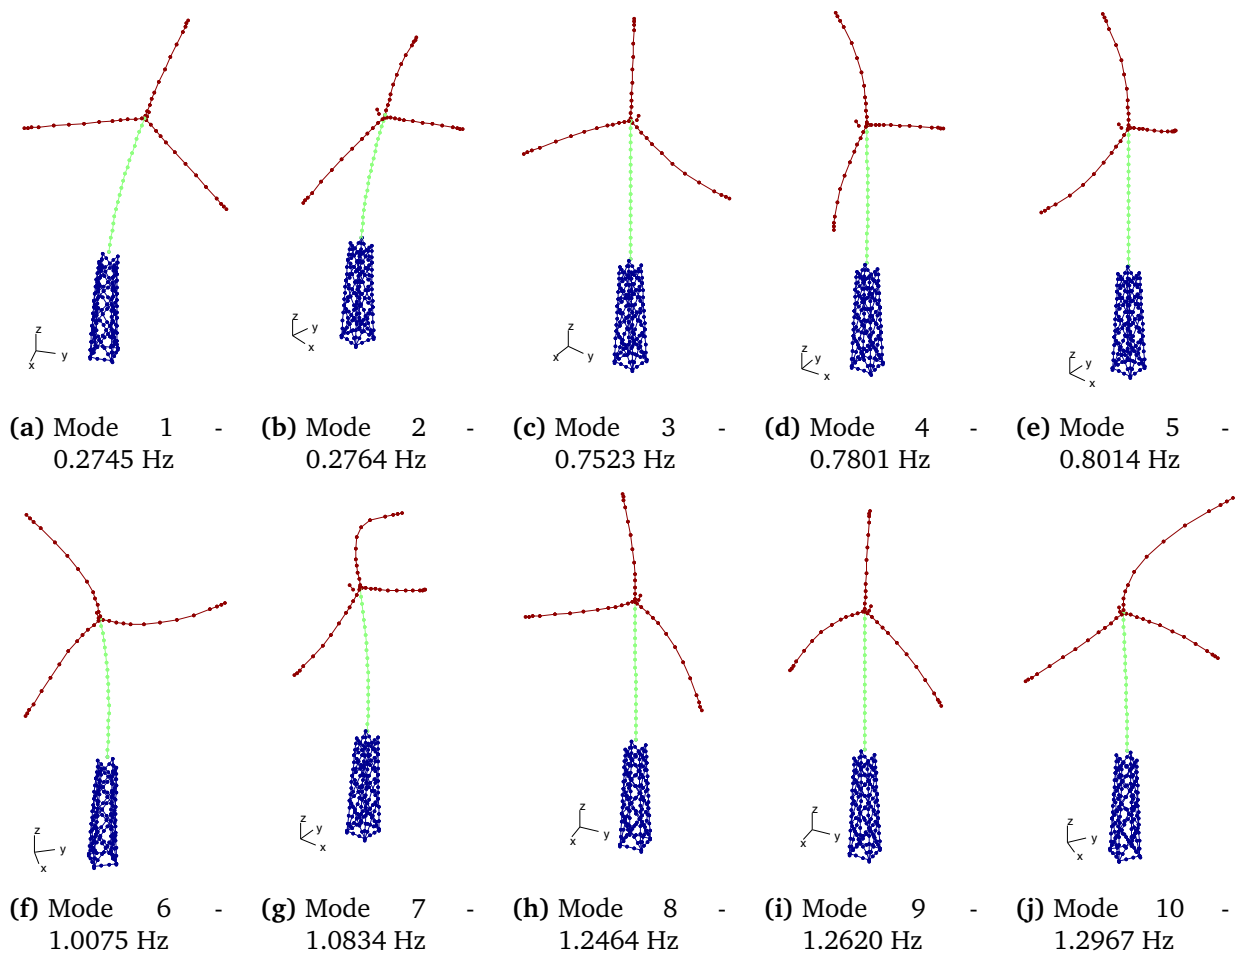 z
y
x
z
y
x
z
y
x
z
y
x
z
y
x
(a) Mode 1 - (b) Mode 2 - (c) Mode 3 - (d) Mode 4 - (e) Mode 5 -
0.2745 Hz 0.2764 Hz 0.7523 Hz 0.7801 Hz 0.8014 Hz
z
y
x
z
y
x
z
y
x
z
y
x
z
y
x
(f) Mode 6 - (g) Mode 7 - (h) Mode 8 - (i) Mode 9 - (j) Mode 10 -
1.0075 Hz 1.0834 Hz 1.2464 Hz 1.2620 Hz 1.2967 Hz